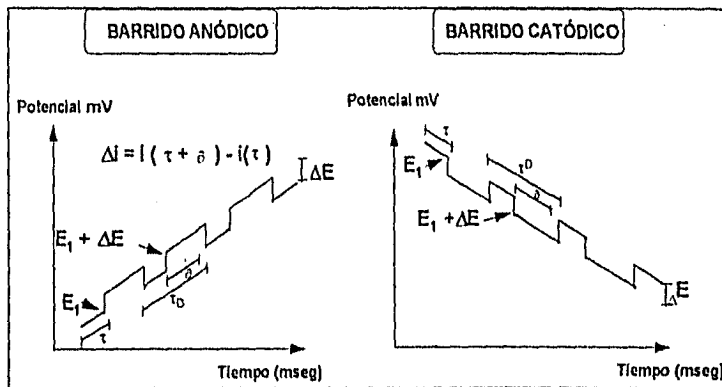 BARRIDO ANÓDICO
Potencial mV
Δi = i ( τ + ∂ ) - i(τ)
ΔE
E₁ + ΔE
∂
E₁
τD
τ
Tiempo (mseg)
BARRIDO CATÓDICO
Potencial mV
τ
E₁
τD
∂
E₁ + ΔE
ΔE
Tiempo (mseg)